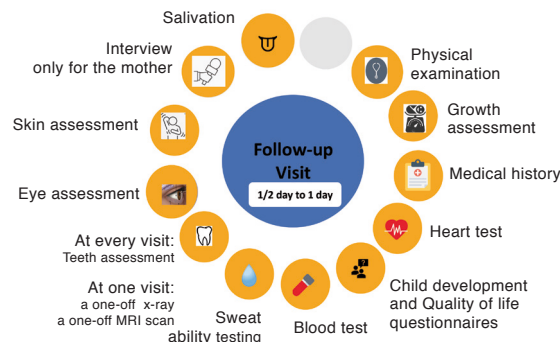 Salivation
Interview
only for the mother
Skin assessment
Eye assessment
At every visit:
Teeth assessment
At one visit:
a one-off x-ray
a one-off MRI scan
Sweat
ability testing
Blood test
Child development
and Quality of life
questionnaires
Heart test
Medical history
Growth
assessment
Physical
examination
Follow-up
Visit
1/2 day to 1 day
?